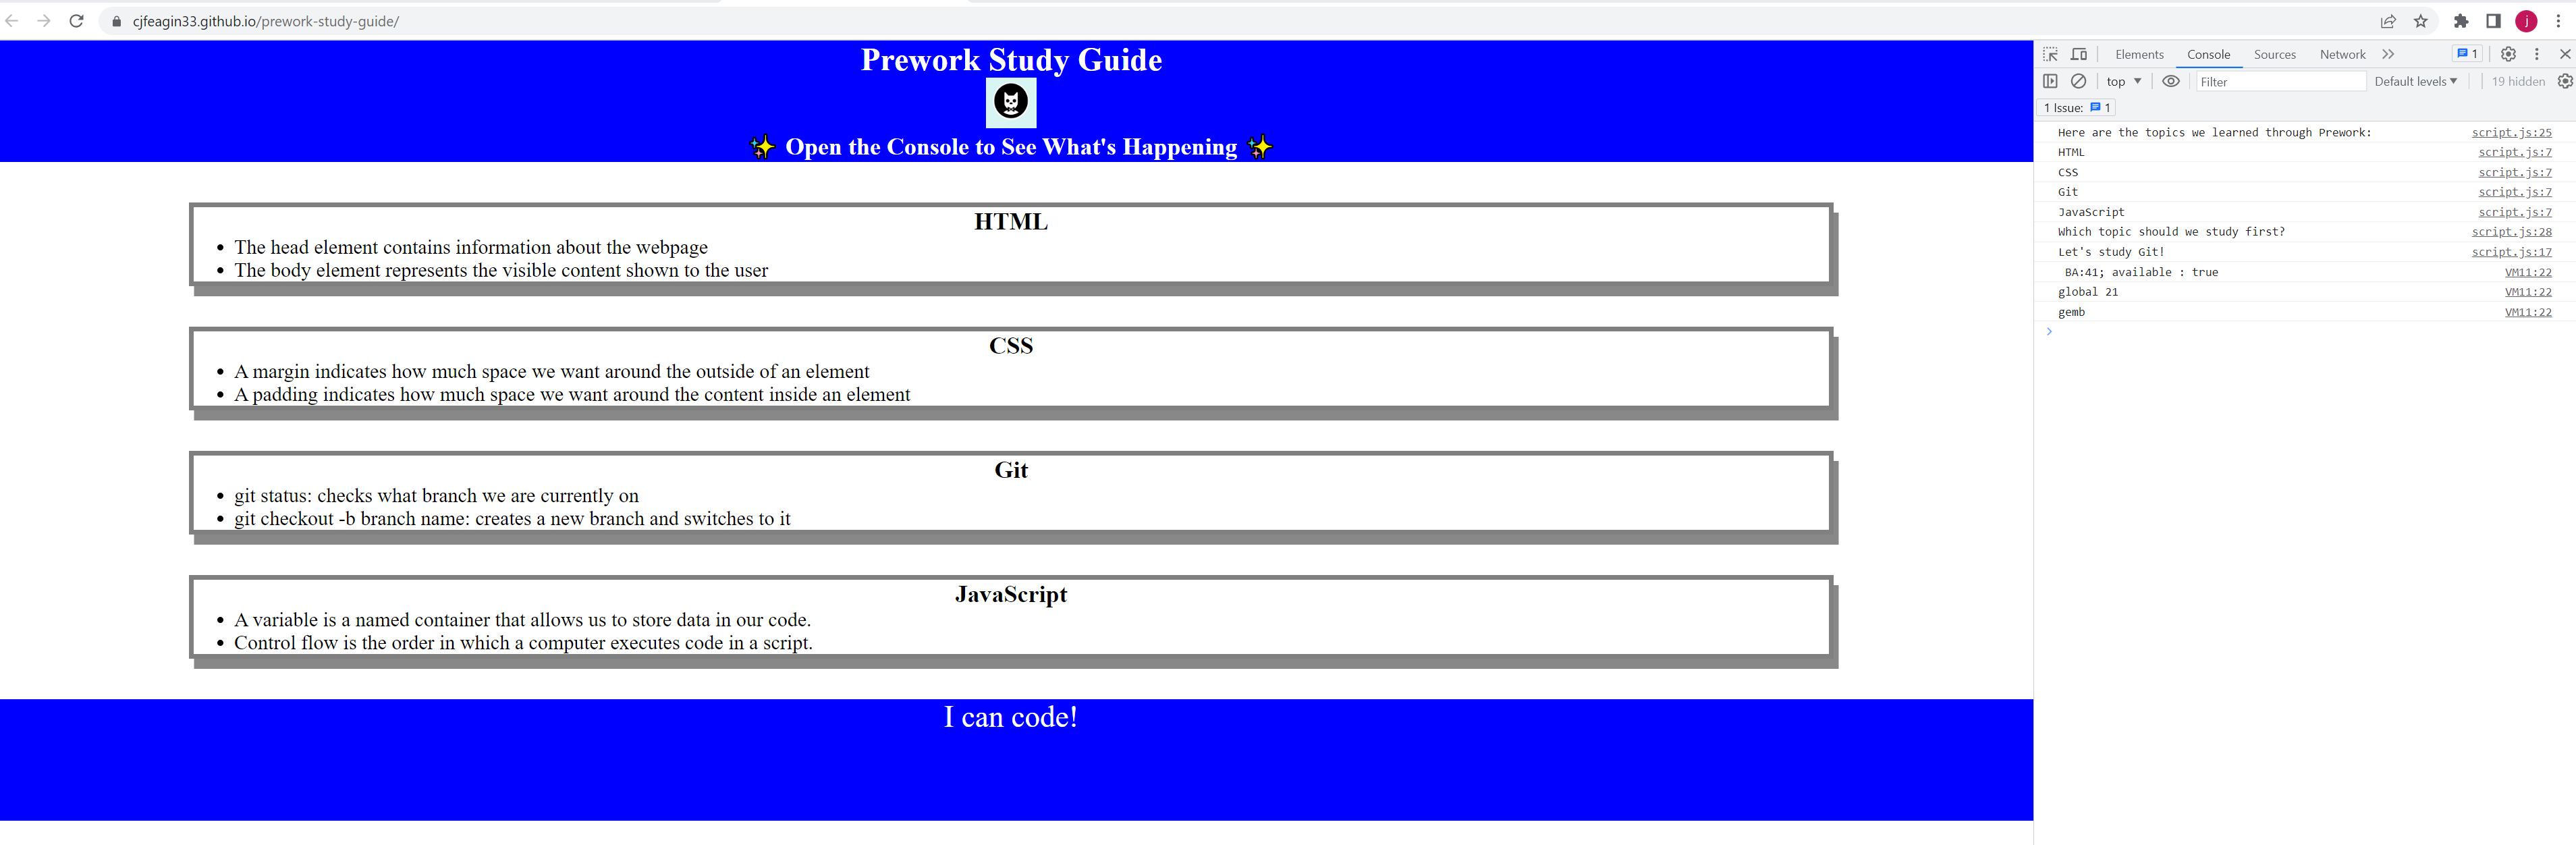 cjfeagin33.github.io/prework-study-guide/
j
Prework Study Guide
✨ Open the Console to See What's Happening ✨
HTML
• The head element contains information about the webpage
• The body element represents the visible content shown to the user
CSS
• A margin indicates how much space we want around the outside of an element
• A padding indicates how much space we want around the content inside an element
Git
• git status: checks what branch we are currently on
• git checkout -b branch name: creates a new branch and switches to it
JavaScript
• A variable is a named container that allows us to store data in our code.
• Control flow is the order in which a computer executes code in a script.
I can code!
Elements Console Sources Network 1
top Filter Default levels 19 hidden
1 Issue: 1
Here are the topics we learned through Prework: script.js:25
HTML script.js:7
CSS script.js:7
Git script.js:7
JavaScript script.js:7
Which topic should we study first? script.js:28
Let's study Git! script.js:17
BA:41; available : true VM11:22
global 21 VM11:22
gemb VM11:22